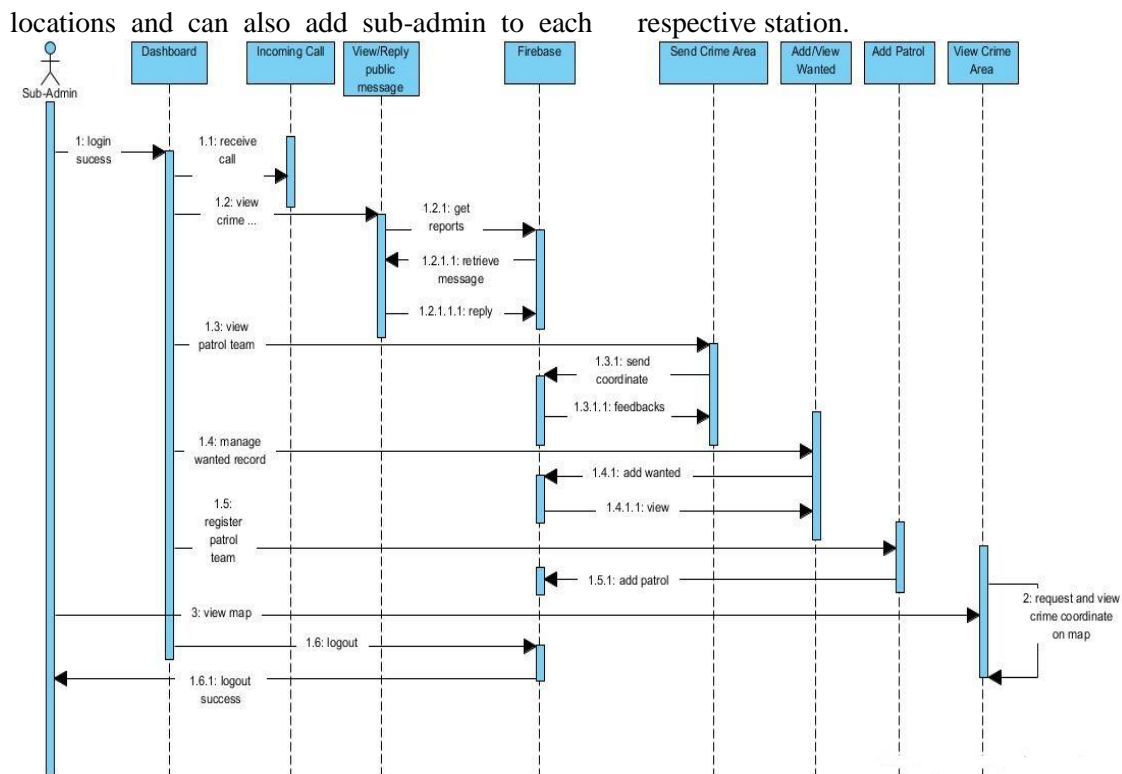 locations and can also add sub-admin to each respective station.
Sub-Admin
Dashboard
Incoming Call
View/Reply
public
message
Firebase
Send Crime Area
Add/View
Wanted
Add Patrol
View Crime
Area
1: login
sucess
1.1: receive
call
1.2: view
crime ...
1.2.1: get
reports
1.2.1.1: retrieve
message
1.2.1.1.1: reply
1.3: view
patrol team
1.3.1: send
coordinate
1.3.1.1: feedbacks
1.4: manage
wanted record
1.4.1: add wanted
1.4.1.1: view
1.5:
register
patrol
team
1.5.1: add patrol
2: request and view
crime coordinate
on map
3: view map
1.6: logout
1.6.1: logout
success